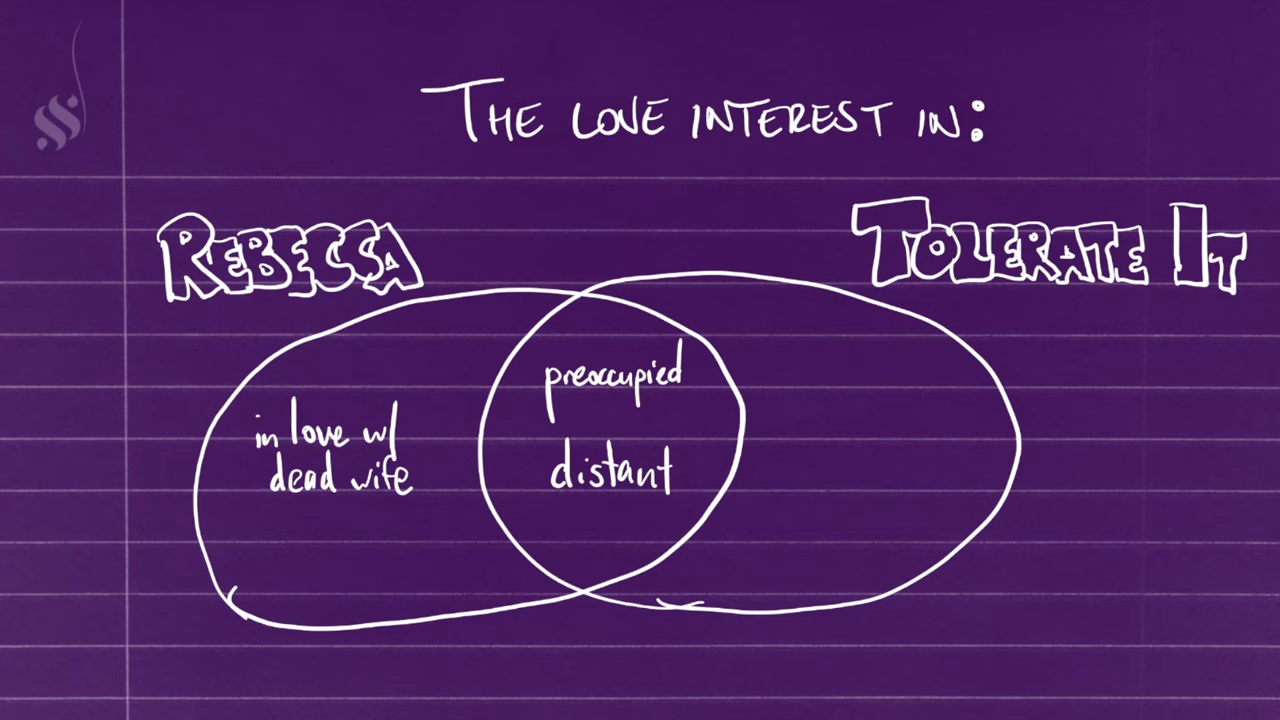 THE LOVE INTEREST IN:
REBECCA
TOLERATE IT
preoccupied
in love w/
dead wife
distant